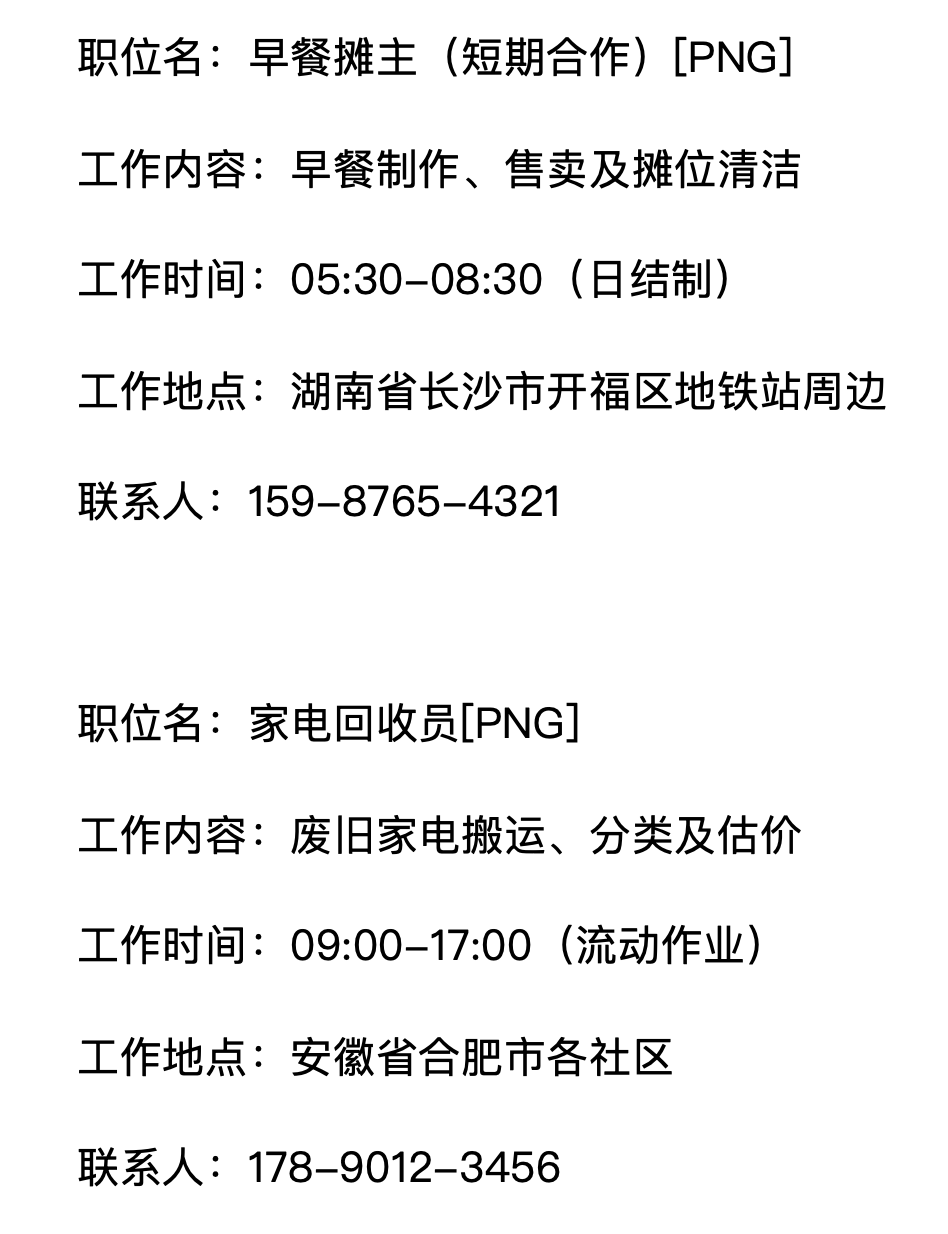 职位名：早餐摊主（短期合作）[PNG]
工作内容：早餐制作、售卖及摊位清洁
工作时间：05:30–08:30（日结制）
工作地点：湖南省长沙市开福区地铁站周边
联系人：159–8765–4321
职位名：家电回收员[PNG]
工作内容：废旧家电搬运、分类及估价
工作时间：09:00–17:00（流动作业）
工作地点：安徽省合肥市各社区
联系人：178–9012–3456